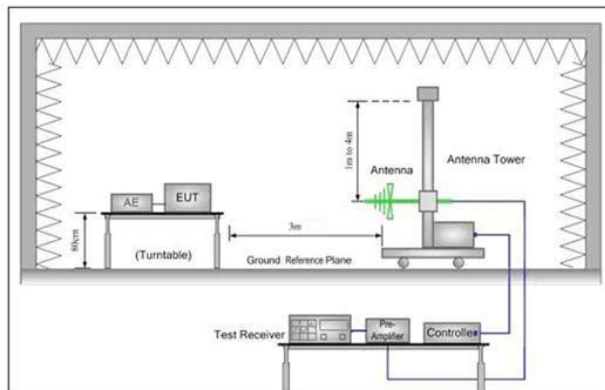 1m to 4m
Antenna
Antenna Tower
AE
EUT
80cm
(Turntable)
3m
Ground Reference Plane
Test Receiver
Pre-
Amplifier
Controller